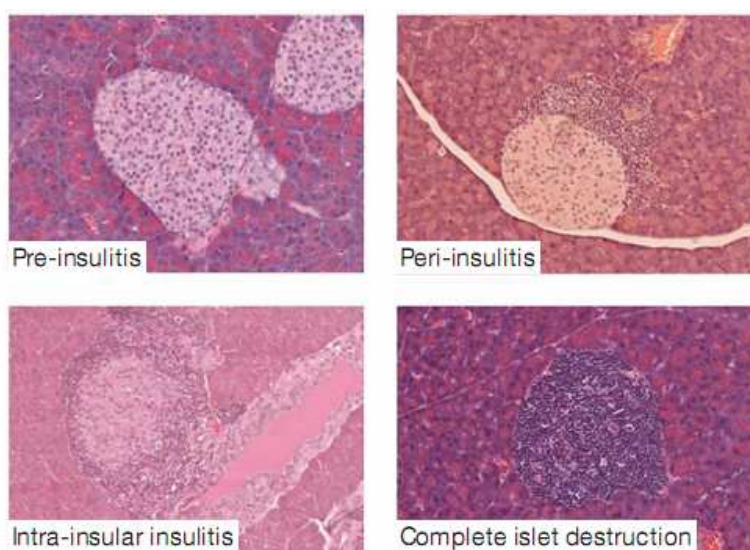 Pre-insulitis
Peri-insulitis
Intra-insular insulitis
Complete islet destruction